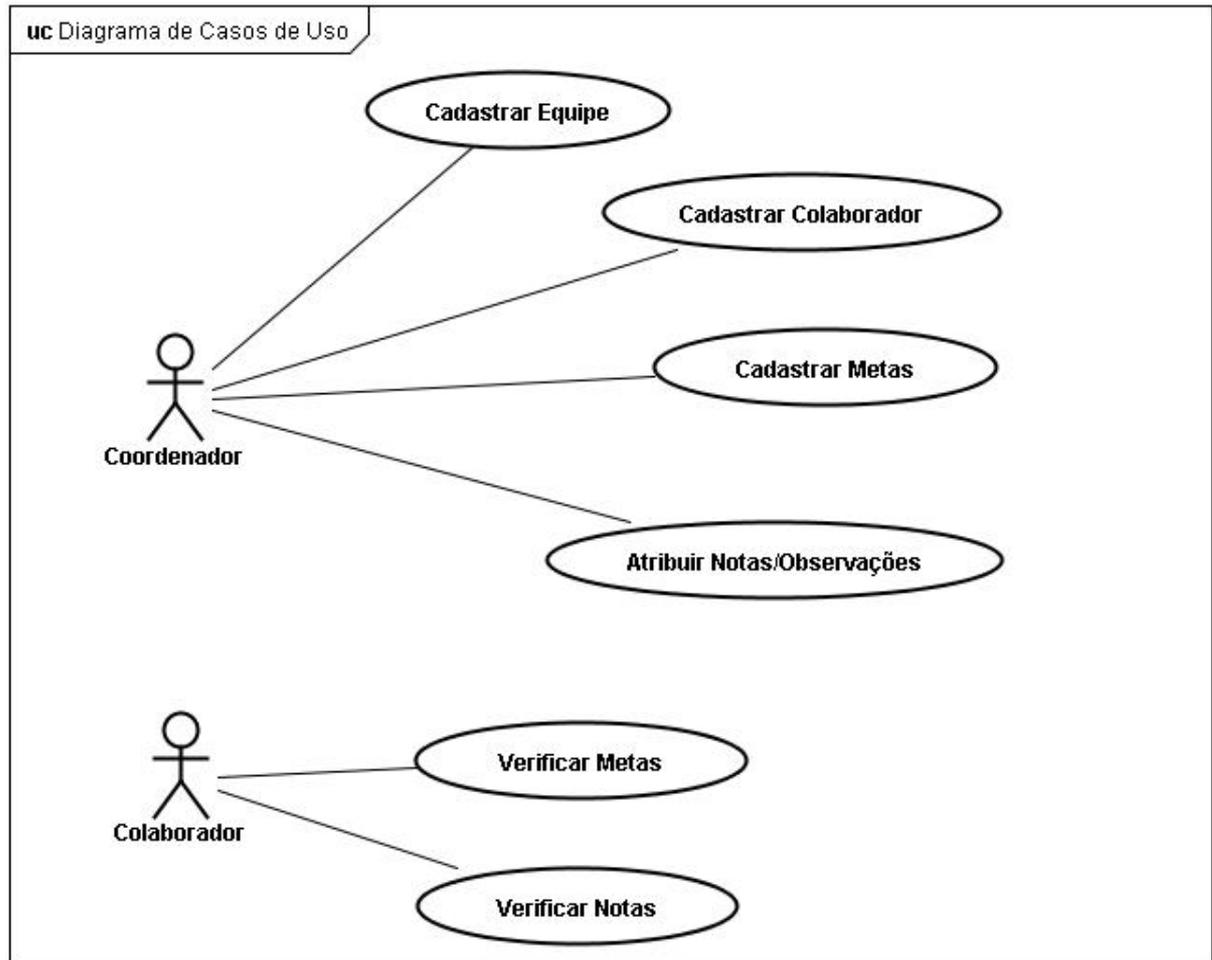 uc Diagrama de Casos de Uso
Cadastrar Equipe
Cadastrar Colaborador
Cadastrar Metas
Coordenador
Atribuir Notas/Observações
Verificar Metas
Colaborador
Verificar Notas